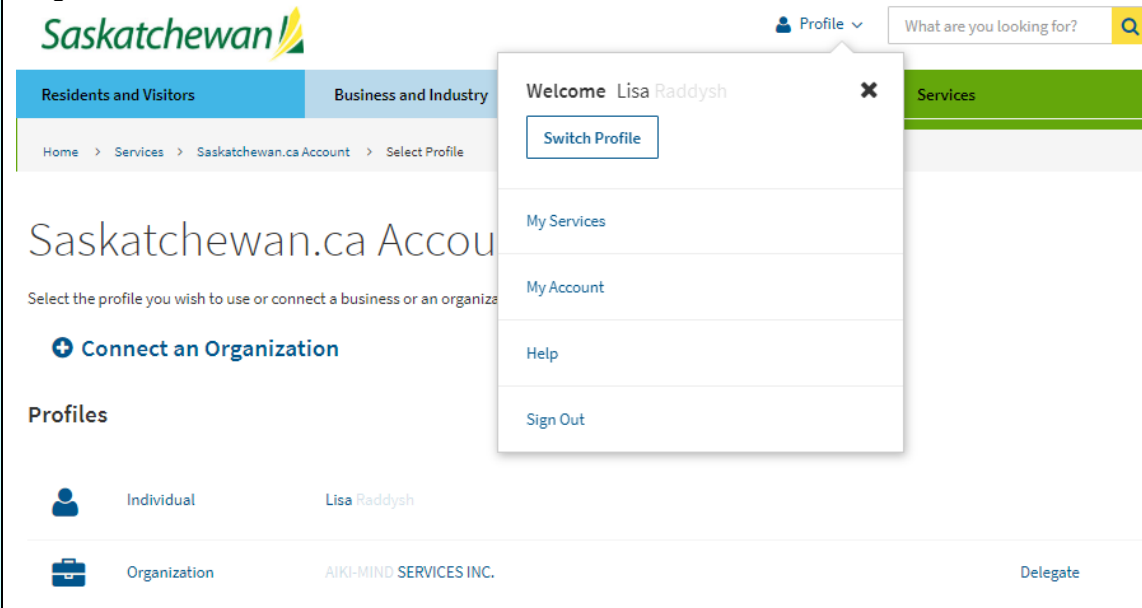 Saskatchewan
Profile
What are you looking for?
Residents and Visitors
Business and Industry
Services
Welcome Lisa Raddysh
Switch Profile
Home > Services > Saskatchewan.ca Account > Select Profile
My Services
Saskatchewan.ca Accou
My Account
Select the profile you wish to use or connect a business or an organiza
Connect an Organization
Help
Profiles
Sign Out
Individual Lisa Raddysh
Organization AIKI-MIND SERVICES INC. Delegate